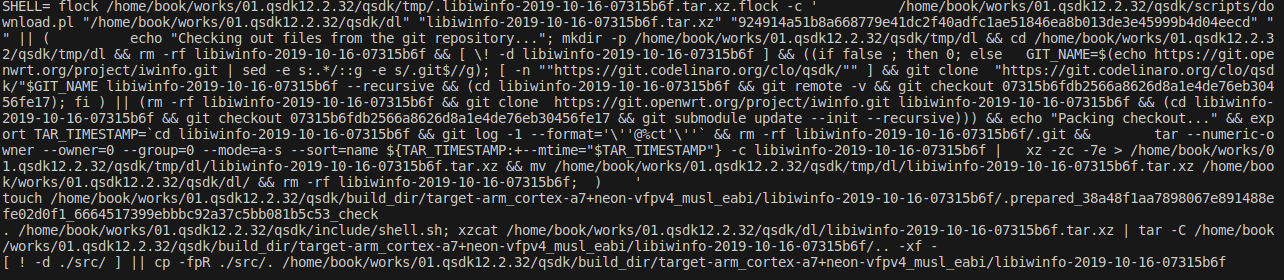 SHELL= flock /home/book/works/01.qsdk12.2.32/qsdk/tmp/.libiwinfo-2019-10-16-07315b6f.tar.xz.flock -c '          /home/book/works/01.qsdk12.2.32/qsdk/scripts/do
wnload.pl "/home/book/works/01.qsdk12.2.32/qsdk/dl" "libiwinfo-2019-10-16-07315b6f.tar.xz" "924914a51b8a668779e41dc2f40adfc1ae51846ea8b013de3e45999b4d04eecd" "
" || (          echo "Checking out files from the git repository..."; mkdir -p /home/book/works/01.qsdk12.2.32/qsdk/tmp/dl && cd /home/book/works/01.qsdk12.2.3
2/qsdk/tmp/dl && rm -rf libiwinfo-2019-10-16-07315b6f && [ \! -d libiwinfo-2019-10-16-07315b6f ] && ((if false ; then 0; else   GIT_NAME=$(echo https://git.ope
nwrt.org/project/iwinfo.git | sed -e s:.*/::g -e s/.git$//g); [ -n ""https://git.codelinaro.org/clo/qsdk/"" ] && git clone  "https://git.codelinaro.org/clo/qsd
k/"$GIT_NAME libiwinfo-2019-10-16-07315b6f --recursive && (cd libiwinfo-2019-10-16-07315b6f && git remote -v && git checkout 07315b6fdb2566a8626d8a1e4de76eb304
56fe17); fi ) || (rm -rf libiwinfo-2019-10-16-07315b6f && git clone  https://git.openwrt.org/project/iwinfo.git libiwinfo-2019-10-16-07315b6f && (cd libiwinfo-
2019-10-16-07315b6f && git checkout 07315b6fdb2566a8626d8a1e4de76eb30456fe17 && git submodule update --init --recursive))) && echo "Packing checkout..." && exp
ort TAR_TIMESTAMP=`cd libiwinfo-2019-10-16-07315b6f && git log -1 --format='\''@%ct'\''` && rm -rf libiwinfo-2019-10-16-07315b6f/.git &&        tar --numeric-o
wner --owner=0 --group=0 --mode=a-s --sort=name ${TAR_TIMESTAMP:+--mtime="$TAR_TIMESTAMP"} -c libiwinfo-2019-10-16-07315b6f |   xz -zc -7e > /home/book/works/0
1.qsdk12.2.32/qsdk/tmp/dl/libiwinfo-2019-10-16-07315b6f.tar.xz && mv /home/book/works/01.qsdk12.2.32/qsdk/tmp/dl/libiwinfo-2019-10-16-07315b6f.tar.xz /home/boo
k/works/01.qsdk12.2.32/qsdk/dl/ && rm -rf libiwinfo-2019-10-16-07315b6f;  )    '
touch /home/book/works/01.qsdk12.2.32/qsdk/build_dir/target-arm_cortex-a7+neon-vfpv4_musl_eabi/libiwinfo-2019-10-16-07315b6f/.prepared_38a48f1aa7898067e891488e
fe02d0f1_6664517399ebbbc92a37c5bb081b5c53_check
. /home/book/works/01.qsdk12.2.32/qsdk/include/shell.sh; xzcat /home/book/works/01.qsdk12.2.32/qsdk/dl/libiwinfo-2019-10-16-07315b6f.tar.xz | tar -C /home/book
/works/01.qsdk12.2.32/qsdk/build_dir/target-arm_cortex-a7+neon-vfpv4_musl_eabi/libiwinfo-2019-10-16-07315b6f/.. -xf -
[ ! -d ./src/ ] || cp -fpR ./src/. /home/book/works/01.qsdk12.2.32/qsdk/build_dir/target-arm_cortex-a7+neon-vfpv4_musl_eabi/libiwinfo-2019-10-16-07315b6f